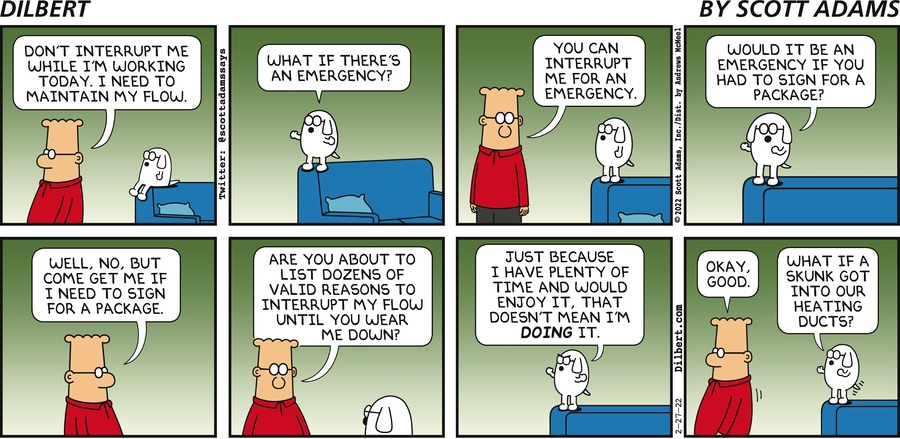 DILBERT
BY SCOTT ADAMS
DON'T INTERRUPT ME
WHILE I'M WORKING
TODAY. I NEED TO
MAINTAIN MY FLOW.
Twitter: @scottadamssays
WHAT IF THERE'S
AN EMERGENCY?
YOU CAN
INTERRUPT
ME FOR AN
EMERGENCY.
© 2022 Scott Adams, Inc./Dist. by Andrews McMeel
WOULD IT BE AN
EMERGENCY IF YOU
HAD TO SIGN FOR A
PACKAGE?
WELL, NO, BUT
COME GET ME IF
I NEED TO SIGN
FOR A PACKAGE.
ARE YOU ABOUT TO
LIST DOZENS OF
VALID REASONS TO
INTERRUPT MY FLOW
UNTIL YOU WEAR
ME DOWN?
JUST BECAUSE
I HAVE PLENTY OF
TIME AND WOULD
ENJOY IT, THAT
DOESN'T MEAN I'M
DOING IT.
2-27-22 Dilbert.com
OKAY,
GOOD.
WHAT IF A
SKUNK GOT
INTO OUR
HEATING
DUCTS?